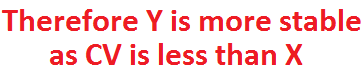 Therefore Y is more stable
as CV is less than X